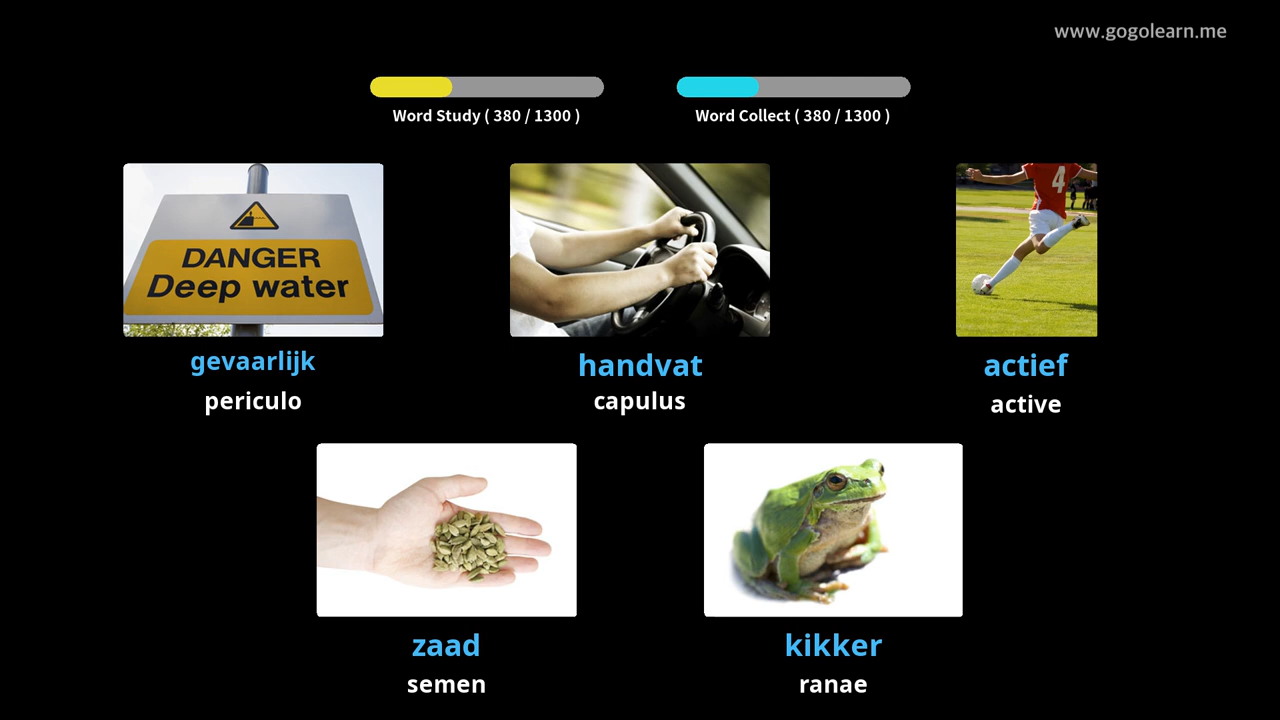 www.gogolearn.me
Word Study ( 380 / 1300 )
Word Collect ( 380 / 1300 )
DANGER
Deep water
4
gevaarlijk
periculo
handvat
capulus
actief
active
zaad
semen
kikker
ranae